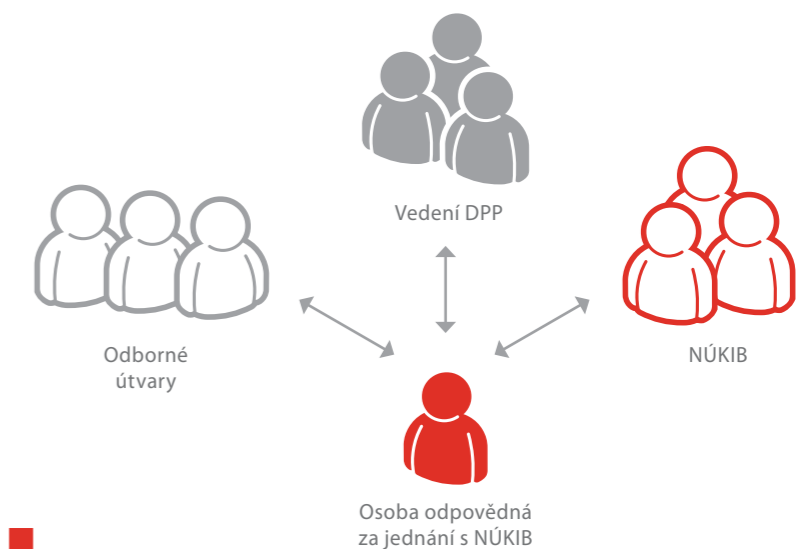 Vedení DPP
Odborné
útvary
NÚKIB
Osoba odpovědná
za jednání s NÚKIB